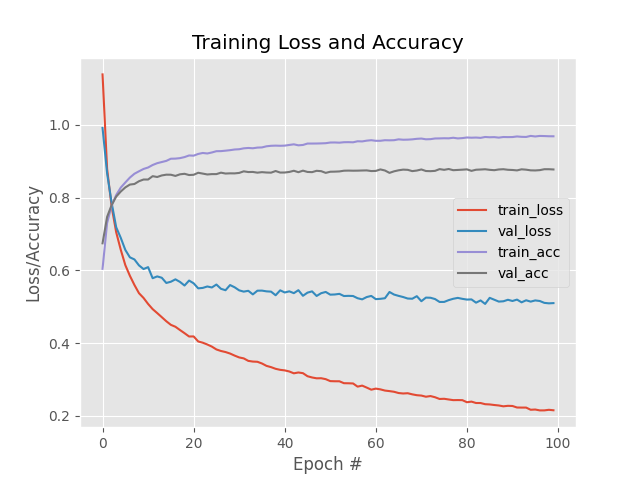 Training Loss and Accuracy
Loss/Accuracy
1.0
0.8
0.6
0.4
0.2
train_loss
val_loss
train_acc
val_acc
0 20 40 60 80 100
Epoch #